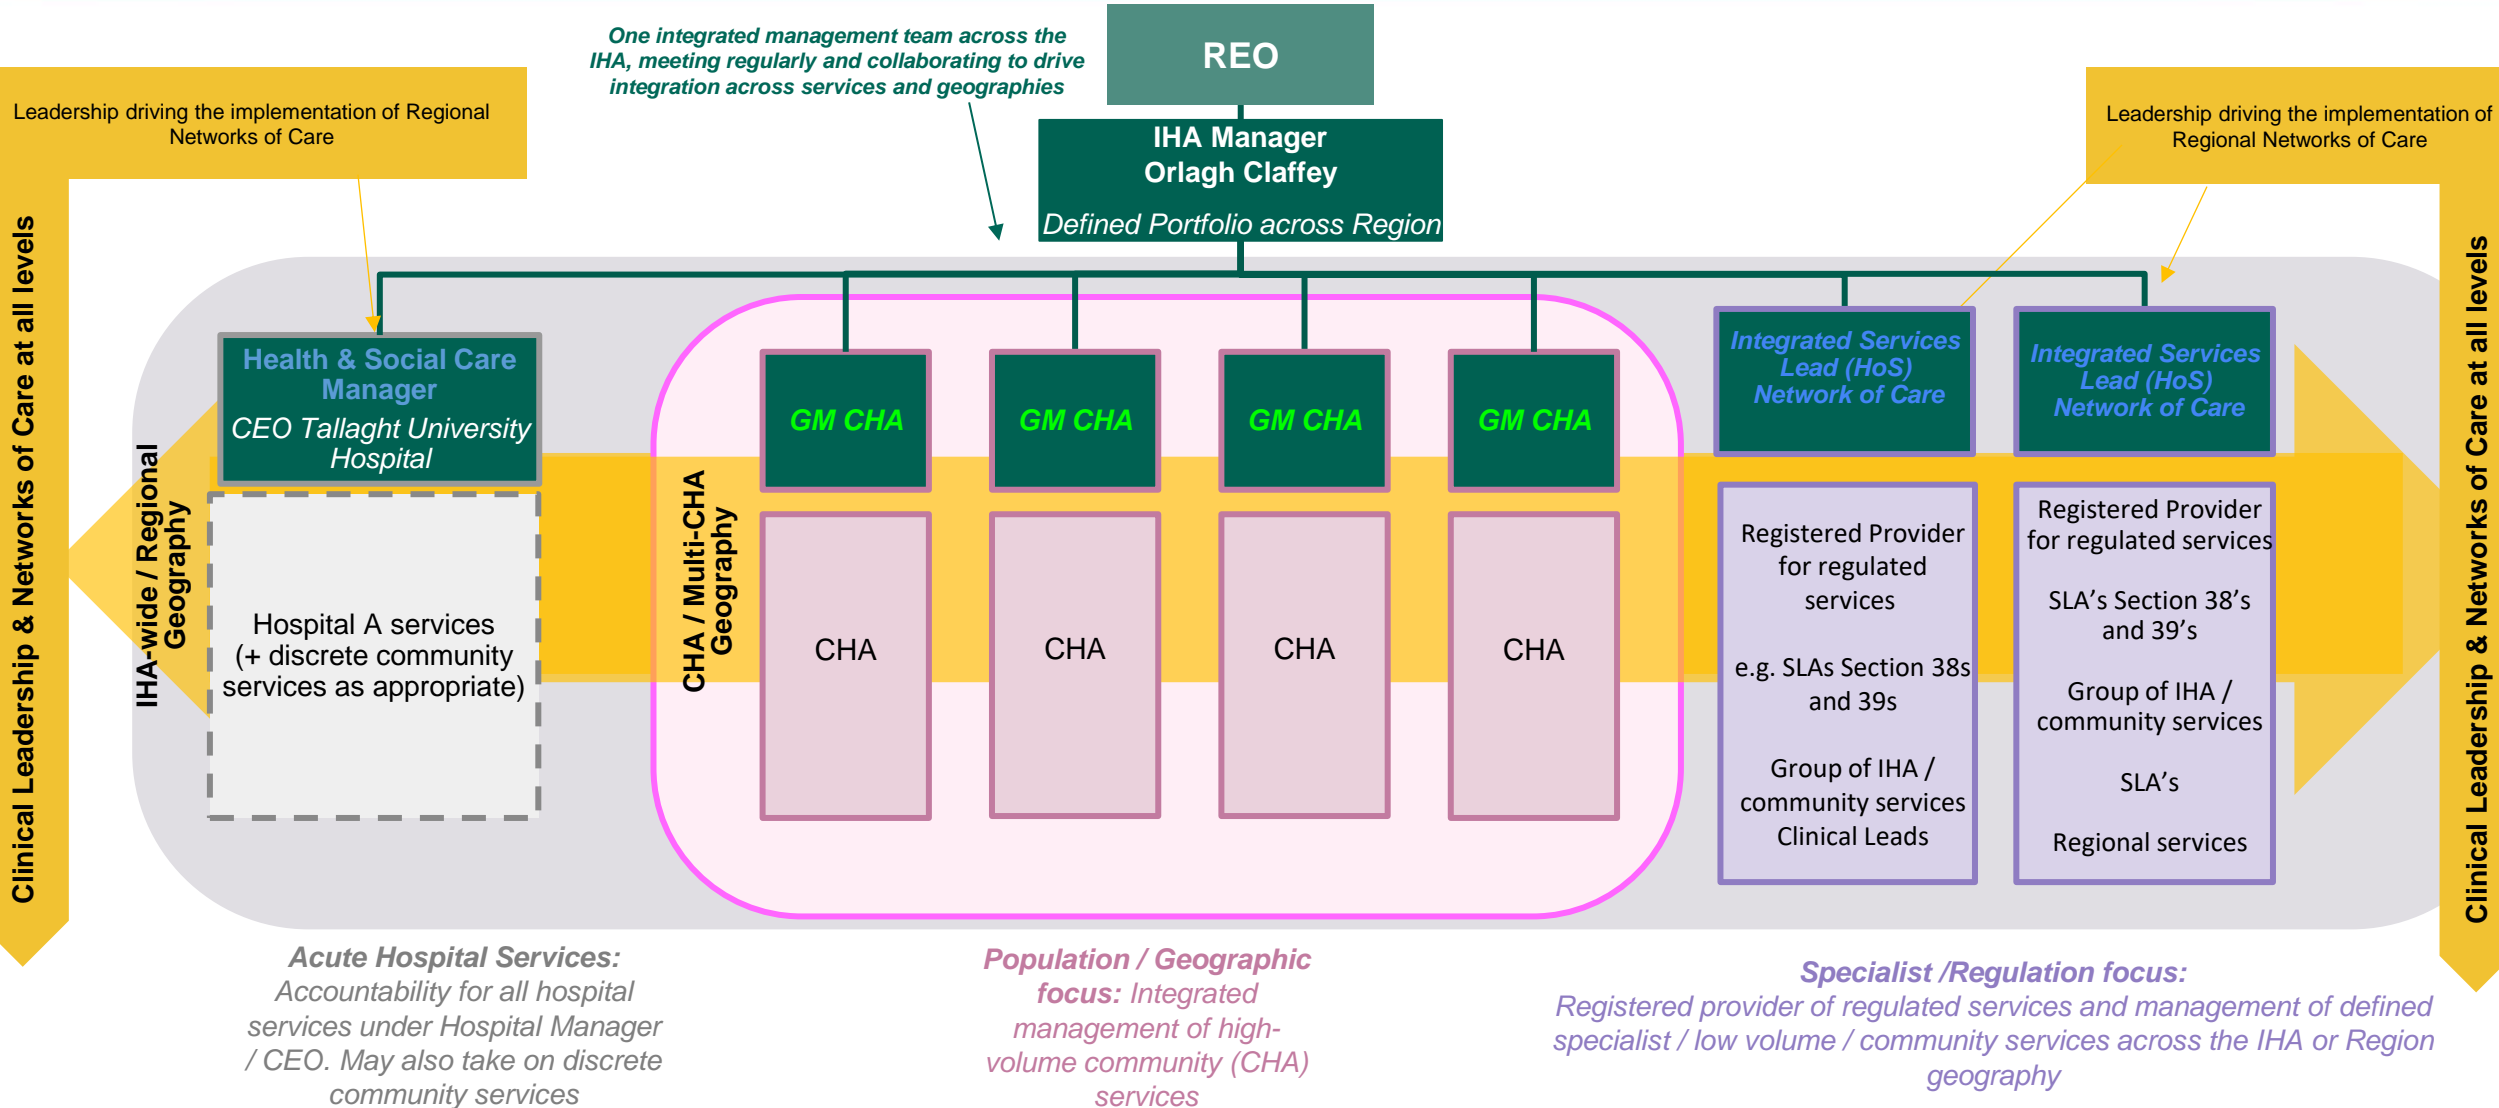 One integrated management team across the
IHA, meeting regularly and collaborating to drive
integration across services and geographies
REO
Leadership driving the implementation of Regional
Networks of Care
Leadership driving the implementation of
Regional Networks of Care
IHA Manager
Orlagh Claffey
Defined Portfolio across Region
Clinical Leadership & Networks of Care at all levels
IHA-wide / Regional
Geography
Health & Social Care
Manager
CEO Tallaght University
Hospital
Hospital A services
(+ discrete community
services as appropriate)
CHA / Multi-CHA
Geography
GM CHA
GM CHA
GM CHA
GM CHA
CHA
CHA
CHA
CHA
Integrated Services
Lead (HoS)
Network of Care
Integrated Services
Lead (HoS)
Network of Care
Registered Provider
for regulated
services
e.g. SLAs Section 38s
and 39s
Group of IHA /
community services
Clinical Leads
Registered Provider
for regulated services
SLA's Section 38's
and 39's
Group of IHA /
community services
SLA's
Regional services
Clinical Leadership & Networks of Care at all levels
Acute Hospital Services:
Accountability for all hospital
services under Hospital Manager
/ CEO. May also take on discrete
community services
Population / Geographic
focus: Integrated
management of high-
volume community (CHA)
services
Specialist /Regulation focus:
Registered provider of regulated services and management of defined
specialist / low volume / community services across the IHA or Region
geography